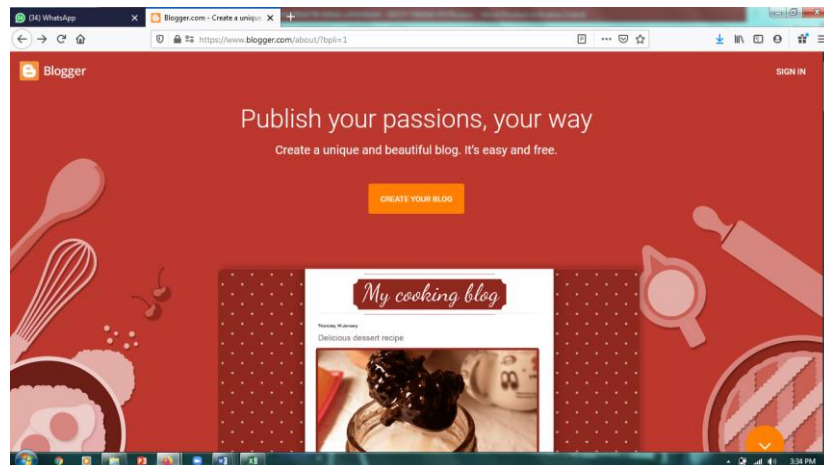 (34) WhatsApp
Blogger.com - Create a unique
https://www.blogger.com/about/?bpli=1
Blogger
SIGN IN
Publish your passions, your way
Create a unique and beautiful blog. It's easy and free.
CREATE YOUR BLOG
My cooking blog
Delicious dessert recipe
3:34 PM